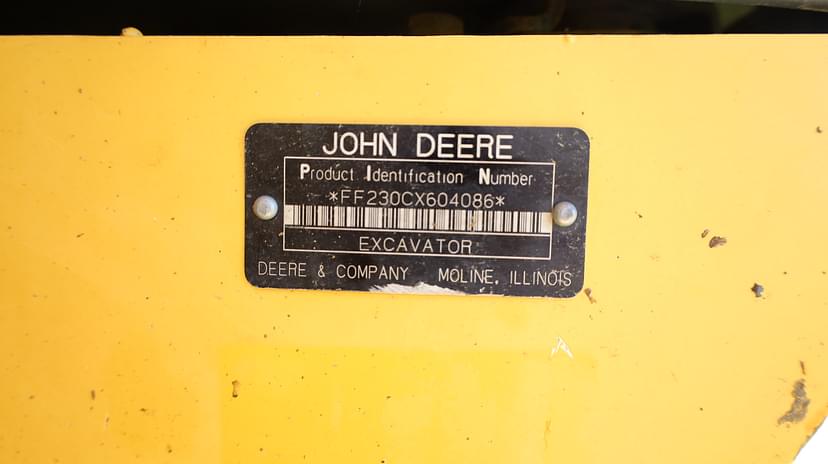 JOHN DEERE
Product Identification Number
*FF230CX604086*
EXCAVATOR
DEERE & COMPANY MOLINE, ILLINOIS